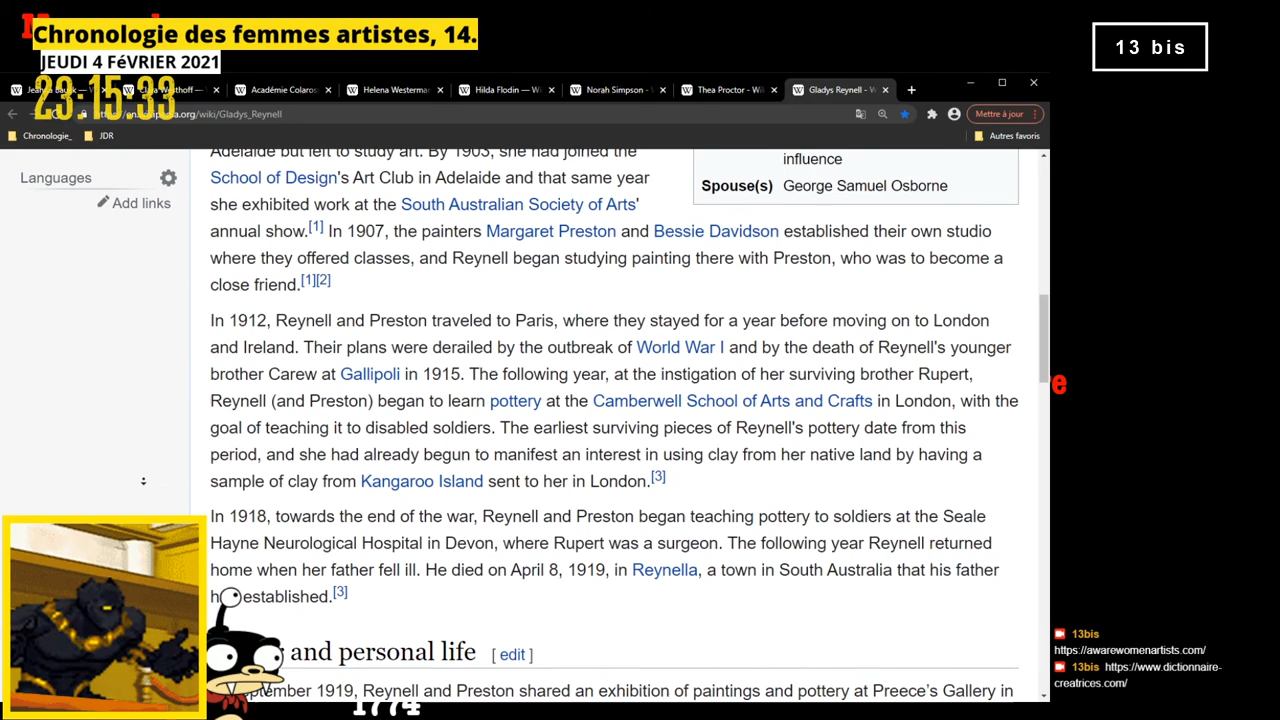 Chronologie des femmes artistes, 14.
JEUDI 4 FéVRIER 2021
23:15:33
13 bis
Académie Colaros
Helena Westerman
Hilda Flodin — Wi
Norah Simpson - V
Thea Proctor - Wi
Gladys Reynell - W
.org/wiki/Gladys_Reynell
Mettre à jour
Chronologie_
JDR
Autres favoris
Languages
Add links
Adelaide but left to study art. By 1903, she had joined the
School of Design's Art Club in Adelaide and that same year
she exhibited work at the South Australian Society of Arts'
annual show.[1] In 1907, the painters Margaret Preston and Bessie Davidson established their own studio
where they offered classes, and Reynell began studying painting there with Preston, who was to become a
close friend.[1][2]
influence
Spouse(s) George Samuel Osborne
In 1912, Reynell and Preston traveled to Paris, where they stayed for a year before moving on to London
and Ireland. Their plans were derailed by the outbreak of World War I and by the death of Reynell's younger
brother Carew at Gallipoli in 1915. The following year, at the instigation of her surviving brother Rupert,
Reynell (and Preston) began to learn pottery at the Camberwell School of Arts and Crafts in London, with the
goal of teaching it to disabled soldiers. The earliest surviving pieces of Reynell's pottery date from this
period, and she had already begun to manifest an interest in using clay from her native land by having a
sample of clay from Kangaroo Island sent to her in London.[3]
In 1918, towards the end of the war, Reynell and Preston began teaching pottery to soldiers at the Seale
Hayne Neurological Hospital in Devon, where Rupert was a surgeon. The following year Reynell returned
home when her father fell ill. He died on April 8, 1919, in Reynella, a town in South Australia that his father
established.[3]
and personal life [ edit ]
Reynell and Preston shared an exhibition of paintings and pottery at Preece's Gallery in
1919,
1774
e
13bis
https://awarewomenartists.com/
13bis https://www.dictionnaire-
creatrices.com/